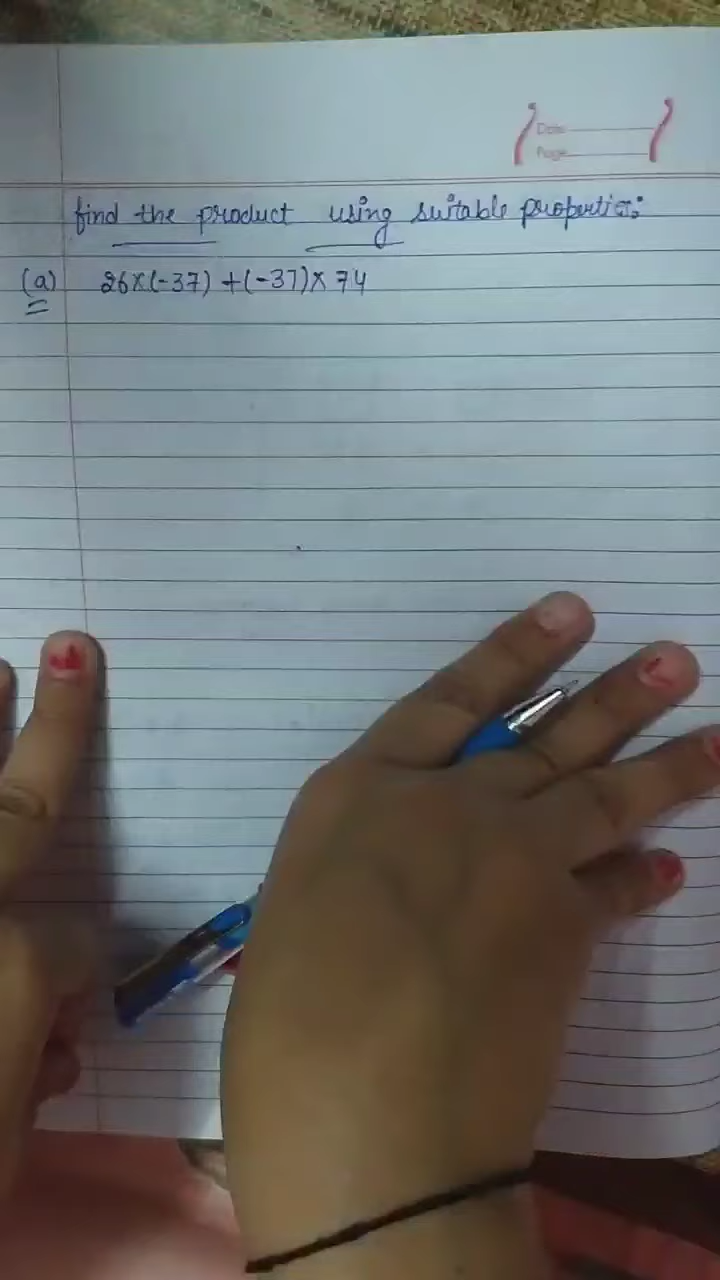 Date
Page
find the product using suitable properties:
(a) 26×(-37) +(-37)× 74